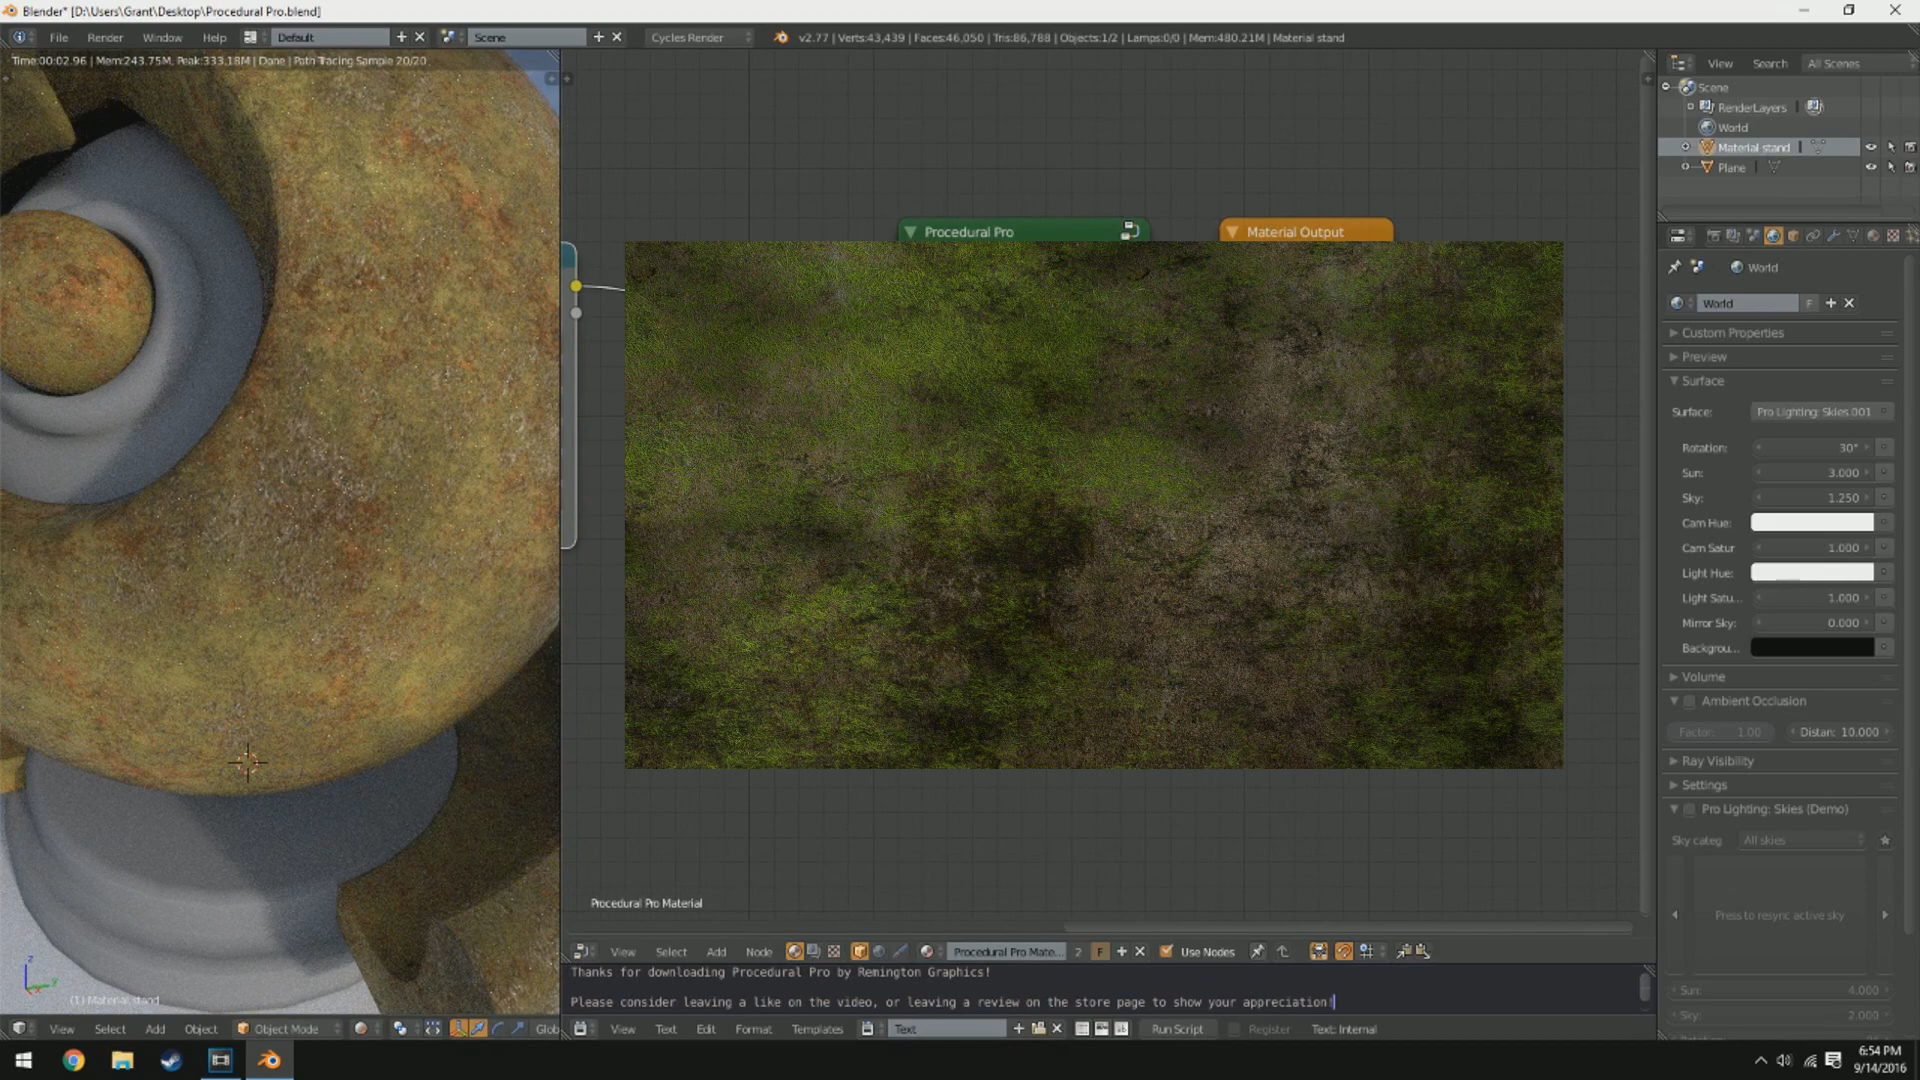 Blender* [D:\Users\Grant\Desktop\Procedural Pro.blend]
File Render Window Help Default Scene Cycles Render v2.77 | Verts:43,439 | Faces:46,050 | Tris:86,788 | Objects:1/2 | Lamps:0/0 | Mem:480.21M | Material stand
Time:00:02.96 | Mem:243.75M, Peak:333.18M | Done | Path Tracing Sample 20/20
View Search All Scenes
Scene
RenderLayers
World
Material stand
Plane
Procedural Pro
Material Output
World
World F
Custom Properties
Preview
Surface
Surface: Pro Lighting: Skies.001
Rotation: 30°
Sun: 3.000
Sky: 1.250
Cam Hue:
Cam Satur 1.000
Light Hue:
Light Satu... 1.000
Mirror Sky: 0.000
Backgrou...
Volume
Ambient Occlusion
Factor: 1.00 Distan: 10.000
Ray Visibility
Settings
Pro Lighting: Skies (Demo)
Sky categ All skies
Press to resync active sky
Sun: 4.000
Sky: 2.000
Procedural Pro Material
View Select Add Node Procedural Pro Mate... 2 F Use Nodes
Thanks for downloading Procedural Pro by Remington Graphics!
Please consider leaving a like on the video, or leaving a review on the store page to show your appreciation!
(1) Material stand
z
y
x
View Select Add Object Object Mode Glob
View Text Edit Format Templates Text Run Script Register Text: Internal
6:54 PM
9/14/2016